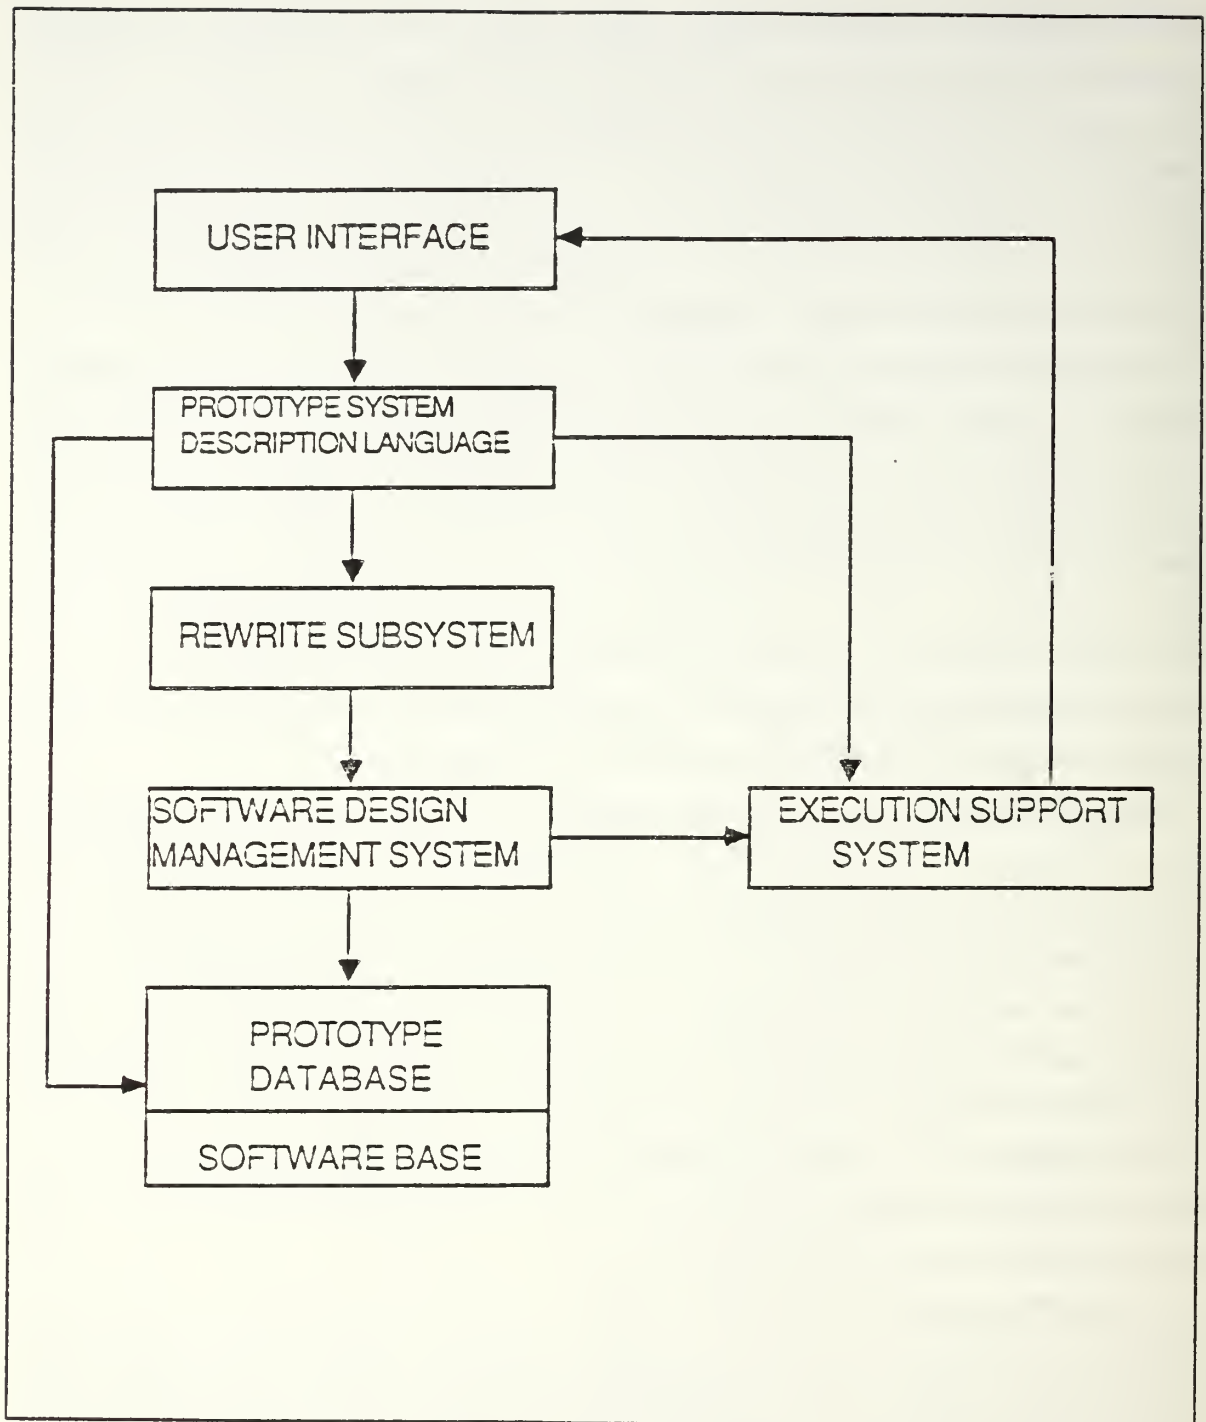 USER INTERFACE
PROTOTYPE SYSTEM
DESCRIPTION LANGUAGE
REWRITE SUBSYSTEM
SOFTWARE DESIGN
MANAGEMENT SYSTEM
EXECUTION SUPPORT
SYSTEM
PROTOTYPE
DATABASE
SOFTWARE BASE